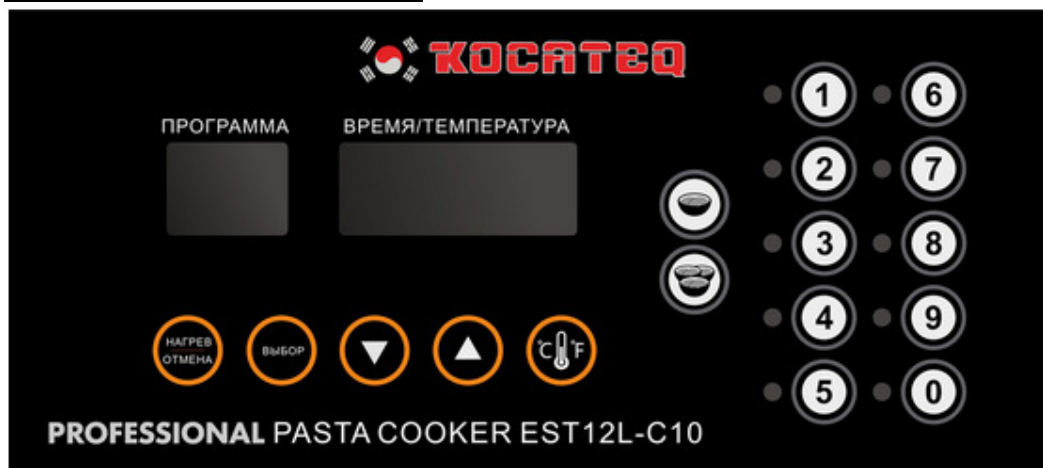 KOCATEQ
ПРОГРАММА
ВРЕМЯ/ТЕМПЕРАТУРА
1 6
2 7
3 8
4 9
5 0
НАГРЕВ
ОТМЕНА
ВЫБОР
°C °F
PROFESSIONAL PASTA COOKER EST12L-C10